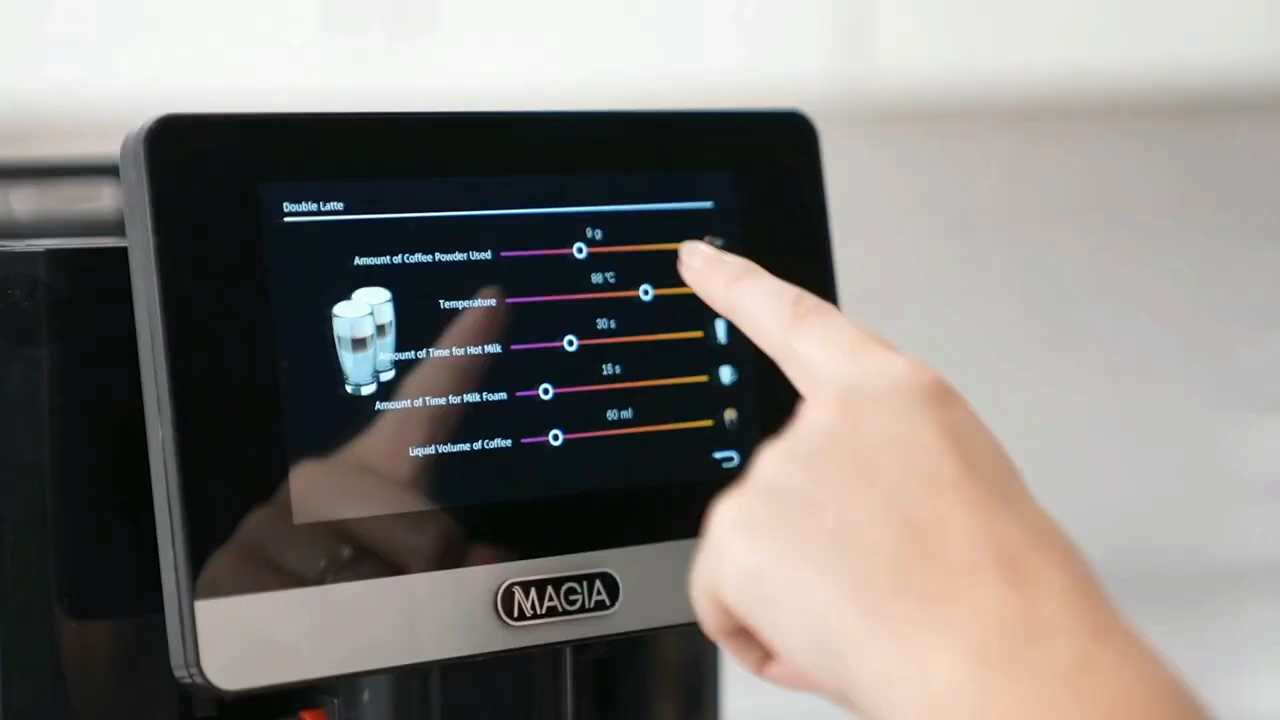 Double Latte
9 g
Amount of Coffee Powder Used
88 °C
Temperature
30 s
Amount of Time for Hot Milk
15 s
Amount of Time for Milk Foam
60 ml
Liquid Volume of Coffee
MAGIA